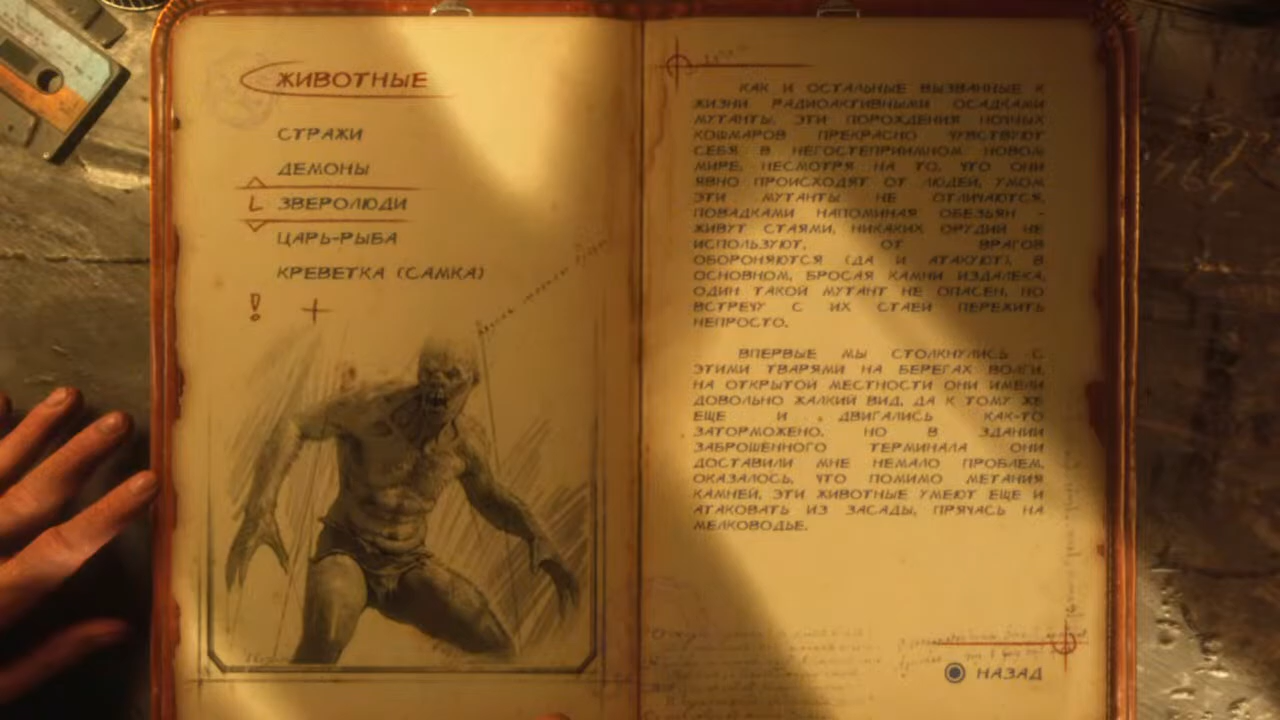 ЖИВОТНЫЕ
СТРАЖИ
ДЕМОНЫ
ЗВЕРОЛЮДИ
ЦАРЬ-РЫБА
КРЕВЕТКА (САМКА)
! +
КАК И ОСТАЛЬНЫЕ ВЫЗВАННЫЕ К
ЖИЗНИ РАДИОАКТИВНЫМИ ОСАДКАМИ
МУТАНТЫ, ЭТИ ПОРОЖДЕНИЯ НОЧНЫХ
КОШМАРОВ ПРЕКРАСНО ЧУВСТВУЮТ
СЕБЯ В НЕГОСТЕПРИИМНОМ НОВОМ
МИРЕ. НЕСМОТРЯ НА ТО, ЧТО ОНИ
ЯВНО ПРОИСХОДЯТ ОТ ЛЮДЕЙ, УМОМ
ЭТИ МУТАНТЫ НЕ ОТЛИЧАЮТСЯ,
ПОВАДКАМИ НАПОМИНАЯ ОБЕЗЬЯН -
ЖИВУТ СТАЯМИ, НИКАКИХ ОРУДИЙ НЕ
ИСПОЛЬЗУЮТ, ОТ ВРАГОВ
ОБОРОНЯЮТСЯ (ДА И АТАКУЮТ), В
ОСНОВНОМ, БРОСАЯ КАМНИ ИЗДАЛЕКА.
ОДИН ТАКОЙ МУТАНТ НЕ ОПАСЕН, НО
ВСТРЕЧУ С ИХ СТАЕЙ ПЕРЕЖИТЬ
НЕПРОСТО.
ВПЕРВЫЕ МЫ СТОЛКНУЛИСЬ С
ЭТИМИ ТВАРЯМИ НА БЕРЕГАХ ВОЛГИ.
НА ОТКРЫТОЙ МЕСТНОСТИ ОНИ ИМЕЛИ
ДОВОЛЬНО ЖАЛКИЙ ВИД, ДА К ТОМУ ЖЕ
ЕЩЕ И ДВИГАЛИСЬ КАК-ТО
ЗАТОРМОЖЕНО, НО В ЗДАНИИ
ЗАБРОШЕННОГО ТЕРМИНАЛА ОНИ
ДОСТАВИЛИ МНЕ НЕМАЛО ПРОБЛЕМ.
ОКАЗАЛОСЬ, ЧТО ПОМИМО МЕТАНИЯ
КАМНЕЙ, ЭТИ ЖИВОТНЫЕ УМЕЮТ ЕЩЕ И
АТАКОВАТЬ ИЗ ЗАСАДЫ, ПРЯЧАСЬ НА
МЕЛКОВОДЬЕ.
НАЗАД